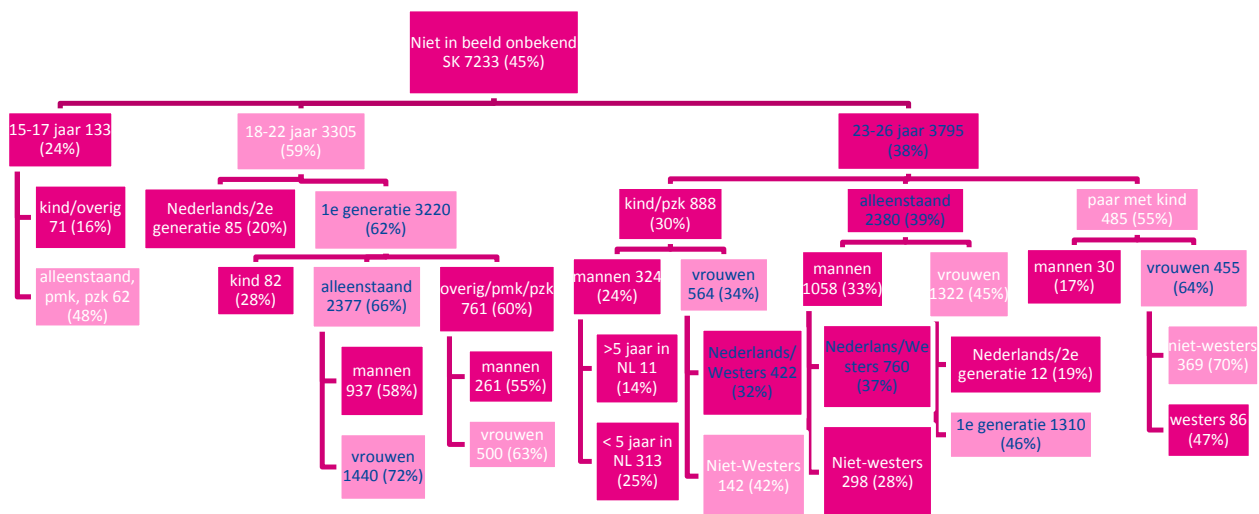 Niet in beeld onbekend
SK 7233 (45%)
15-17 jaar 133
(24%)
18-22 jaar 3305
(59%)
23-26 jaar 3795
(38%)
kind/overig
71 (16%)
Nederlands/2e
generatie 85 (20%)
1e generatie 3220
(62%)
kind/pzk 888
(30%)
alleenstaand
2380 (39%)
paar met kind
485 (55%)
alleenstaand,
pmk, pzk 62
(48%)
kind 82
(28%)
alleenstaand
2377 (66%)
overig/pmk/pzk
761 (60%)
mannen 324
(24%)
vrouwen
564 (34%)
mannen
1058 (33%)
vrouwen
1322 (45%)
mannen 30
(17%)
vrouwen 455
(64%)
mannen
937 (58%)
mannen
261 (55%)
>5 jaar in
NL 11
(14%)
Nederlands/
Westers 422
(32%)
Nederlans/We
sters 760
(37%)
Nederlands/2e
generatie 12 (19%)
niet-westers
369 (70%)
vrouwen
1440 (72%)
vrouwen
500 (63%)
< 5 jaar in
NL 313
(25%)
Niet-Westers
142 (42%)
Niet-westers
298 (28%)
1e generatie 1310
(46%)
westers 86
(47%)